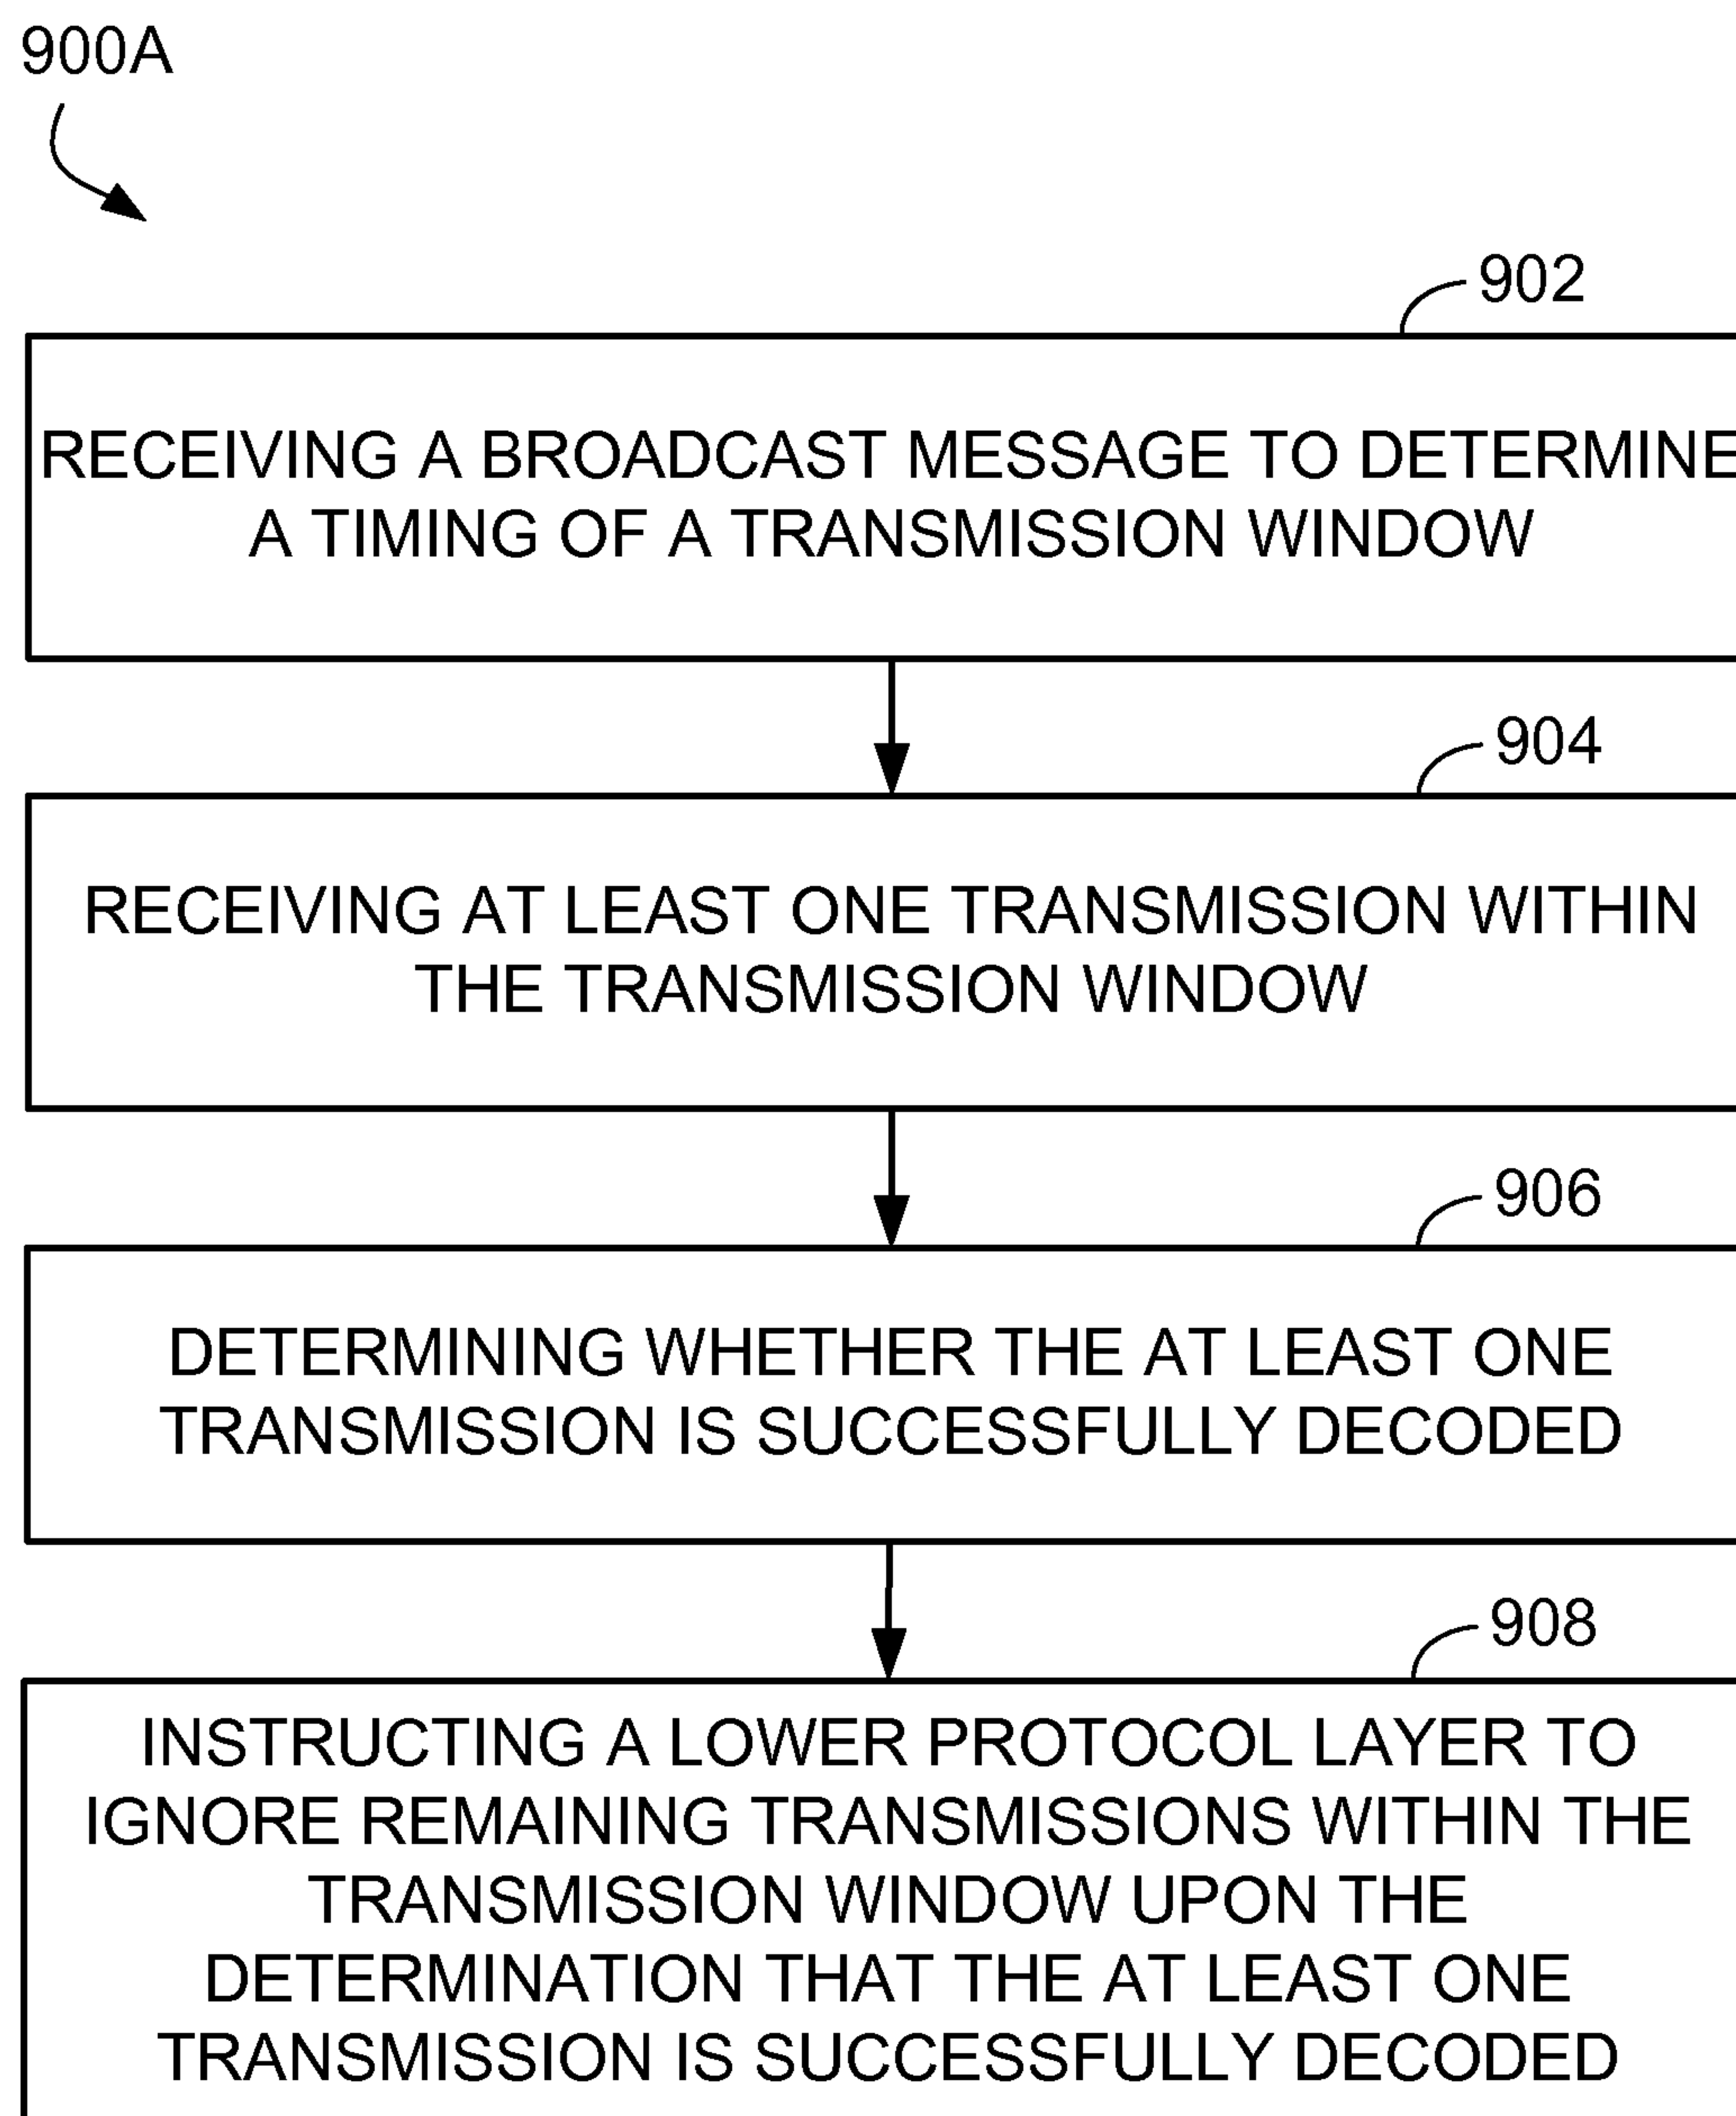 900A
902
RECEIVING A BROADCAST MESSAGE TO DETERMINE
A TIMING OF A TRANSMISSION WINDOW
904
RECEIVING AT LEAST ONE TRANSMISSION WITHIN
THE TRANSMISSION WINDOW
906
DETERMINING WHETHER THE AT LEAST ONE
TRANSMISSION IS SUCCESSFULLY DECODED
908
INSTRUCTING A LOWER PROTOCOL LAYER TO
IGNORE REMAINING TRANSMISSIONS WITHIN THE
TRANSMISSION WINDOW UPON THE
DETERMINATION THAT THE AT LEAST ONE
TRANSMISSION IS SUCCESSFULLY DECODED